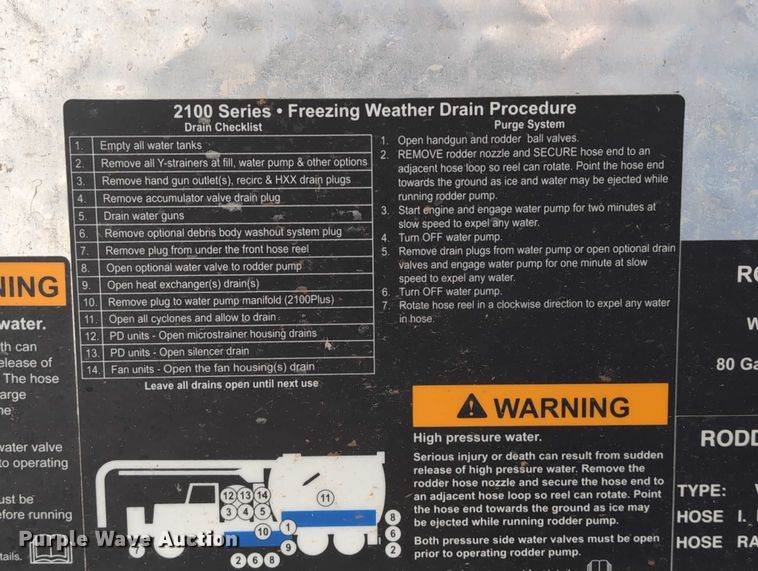 2100 Series • Freezing Weather Drain Procedure
Drain Checklist
1. Empty all water tanks
2. Remove all Y-strainers at fill, water pump & other options
3. Remove hand gun outlet(s), recirc & HXX drain plugs
4. Remove accumulator valve drain plug
5. Drain water guns
6. Remove optional debris body washout system plug
7. Remove plug from under the front hose reel
8. Open optional water valve to rodder pump
9. Open heat exchanger(s) drain(s)
10. Remove plug to water pump manifold (2100Plus)
11. Open all cyclones and allow to drain
12. PD units - Open microstrainer housing drains
13. PD units - Open silencer drain
14. Fan units - Open the fan housing(s) drain
Leave all drains open until next use
Purge System
1. Open handgun and rodder ball valves.
2. REMOVE rodder nozzle and SECURE hose end to an
adjacent hose loop so reel can rotate. Point the hose end
towards the ground as ice and water may be ejected while
running rodder pump.
3. Start engine and engage water pump for two minutes at
slow speed to expel any water.
4. Turn OFF water pump.
5. Remove drain plugs from water pump or open optional drain
valves and engage water pump for one minute at slow
speed to expel any water.
6. Turn OFF water pump.
7. Rotate hose reel in a clockwise direction to expel any water
in hose.
12 13 14
3 4
11
10 1
9
7
2 6 8
8
6
2
WARNING
High pressure water.
Serious injury or death can result from sudden
release of high pressure water. Remove the
rodder hose nozzle and secure the hose end to
an adjacent hose loop so reel can rotate. Point
the hose end towards the ground as ice may
be ejected while running rodder pump.
Both pressure side water valves must be open
prior to operating rodder pump.
NING
water.
th can
elease of
The hose
arge
ne
water valve
to operating
ust be
efore running
tails.
RO
W
80 Ga
RODD
TYPE:
HOSE I.
HOSE RA
Purple Wave Auction